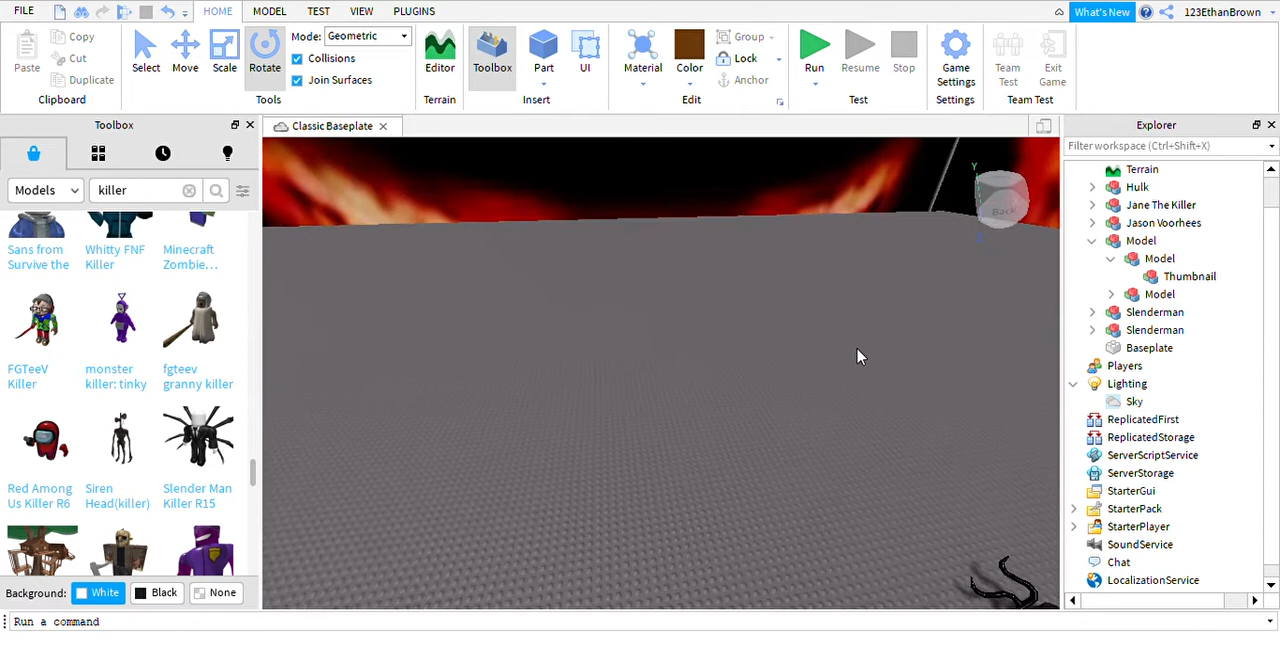 FILE HOME MODEL TEST VIEW PLUGINS What's New 123EthanBrown
Paste Copy Cut Duplicate Clipboard
Select Move Scale Rotate Mode: Geometric Collisions Join Surfaces Tools
Editor Terrain
Toolbox Part UI Insert
Material Color Group Lock Anchor Edit
Run Resume Stop Test
Game Settings Settings
Team Test Exit Game Team Test
Toolbox
Models killer
Sans from Survive the
Whitty FNF Killer
Minecraft Zombie...
FGTeeV Killer
monster killer: tinky
fgteev granny killer
Red Among Us Killer R6
Siren Head(killer)
Slender Man Killer R15
Background: White Black None
Classic Baseplate
Y
Back
Explorer
Filter workspace (Ctrl+Shift+X)
Terrain
Hulk
Jane The Killer
Jason Voorhees
Model
Model
Thumbnail
Model
Slenderman
Slenderman
Baseplate
Players
Lighting
Sky
ReplicatedFirst
ReplicatedStorage
ServerScriptService
ServerStorage
StarterGui
StarterPack
StarterPlayer
SoundService
Chat
LocalizationService
Run a command